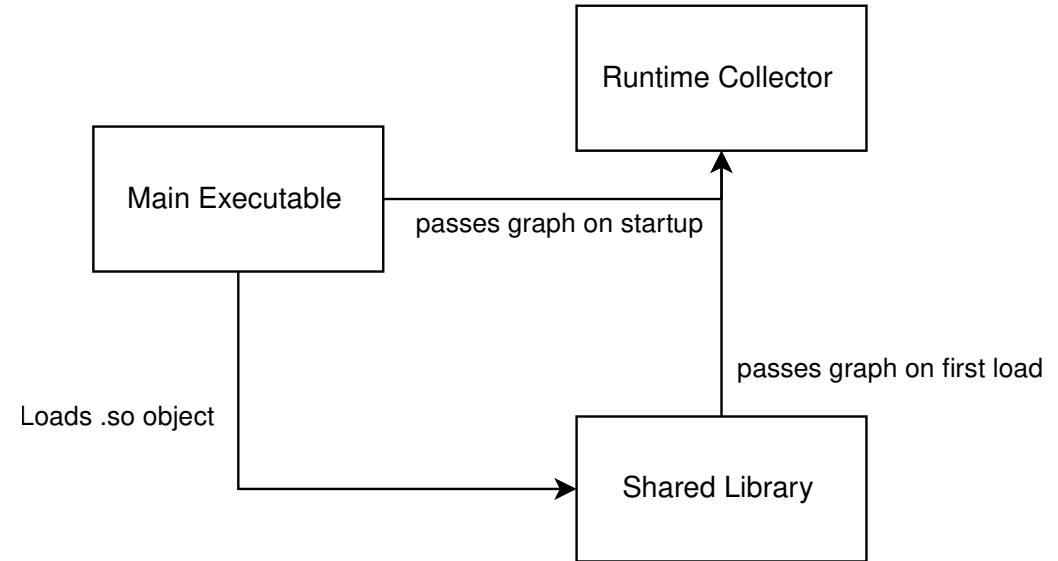 Runtime Collector
Main Executable
passes graph on startup
passes graph on first load
Loads .so object
Shared Library